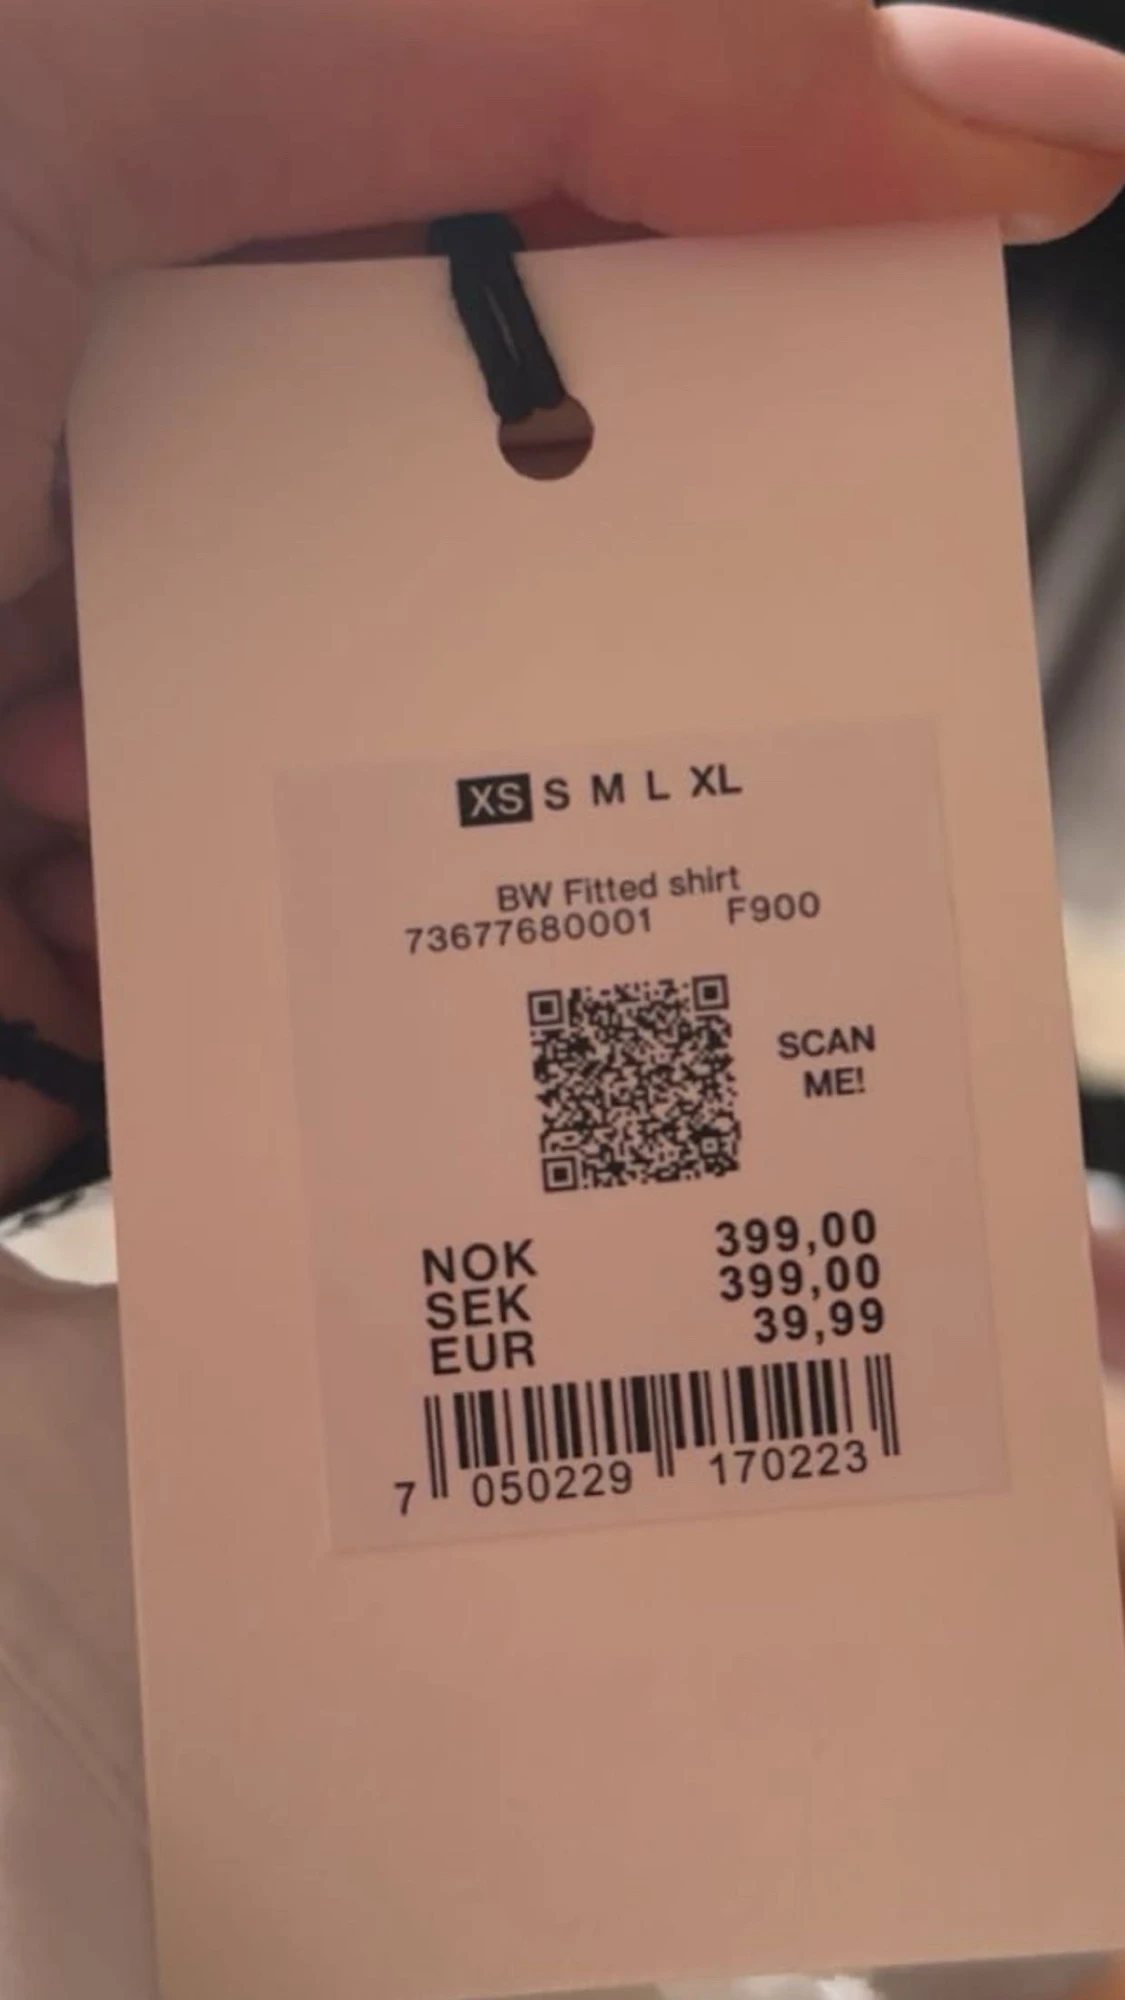 XS S M L XL
BW Fitted shirt
73677680001 F900
SCAN
ME!
NOK 399,00
SEK 399,00
EUR 39,99
7 050229 170223